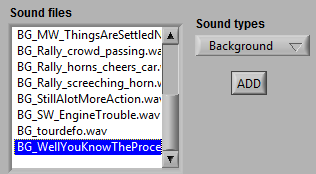 Sound files
Sound types
BG_MW_ThingsAreSettledN
BG_Rally_crowd_passing.wa
BG_Rally_horns_cheers_car.
BG_Rally_screeching_horn.
BG_StillAlotMoreAction.wav
BG_SW_EngineTrouble.wav
BG_tourdefo.wav
BG_WellYouKnowTheProce
Background
ADD